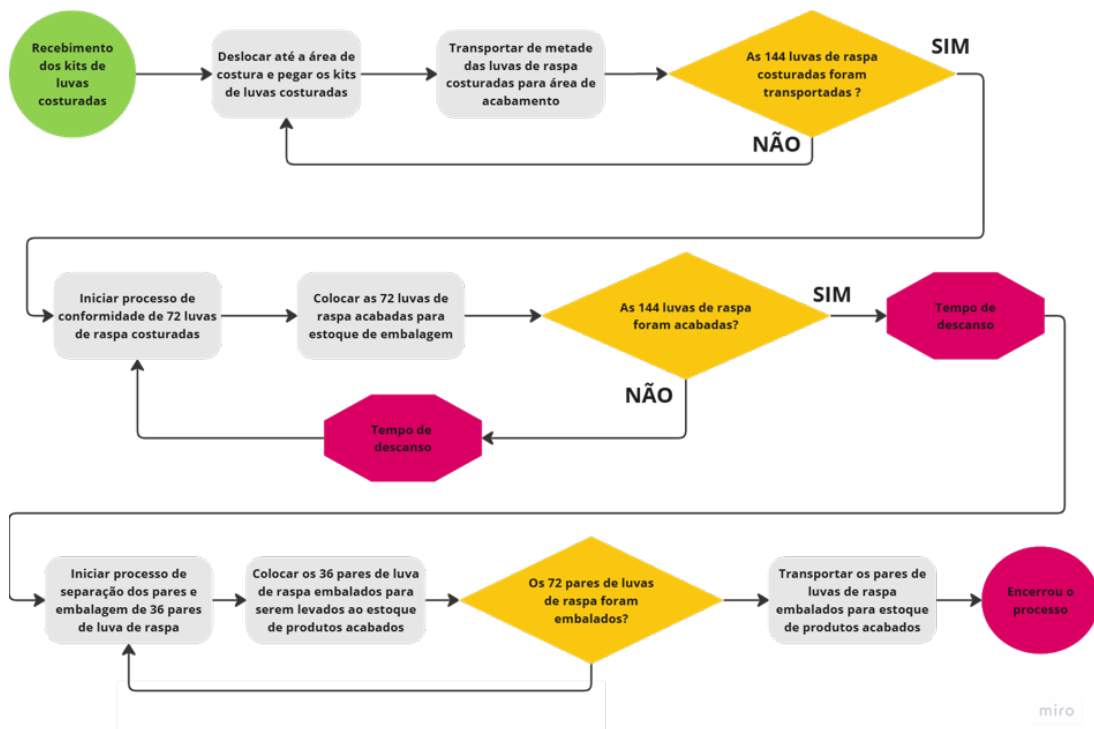 Recebimento
dos kits de
luvas
costuradas
Deslocar até a área de
costura e pegar os kits
de luvas costuradas
Transportar de metade
das luvas de raspa
costuradas para área de
acabamento
As 144 luvas de raspa
costuradas foram
transportadas ?
SIM
NÃO
Iniciar processo de
conformidade de 72 luvas
de raspa costuradas
Colocar as 72 luvas de
raspa acabadas para
estoque de embalagem
As 144 luvas de raspa
foram acabadas?
SIM
Tempo de
descanso
NÃO
Tempo de
descanso
Iniciar processo de
separação dos pares e
embalagem de 36 pares
de luva de raspa
Colocar os 36 pares de luva
de raspa embalados para
serem levados ao estoque
de produtos acabados
Os 72 pares de luvas
de raspa foram
embalados?
Transportar os pares de
luvas de raspa
embalados para estoque
de produtos acabados
Encerrou o
processo
miro